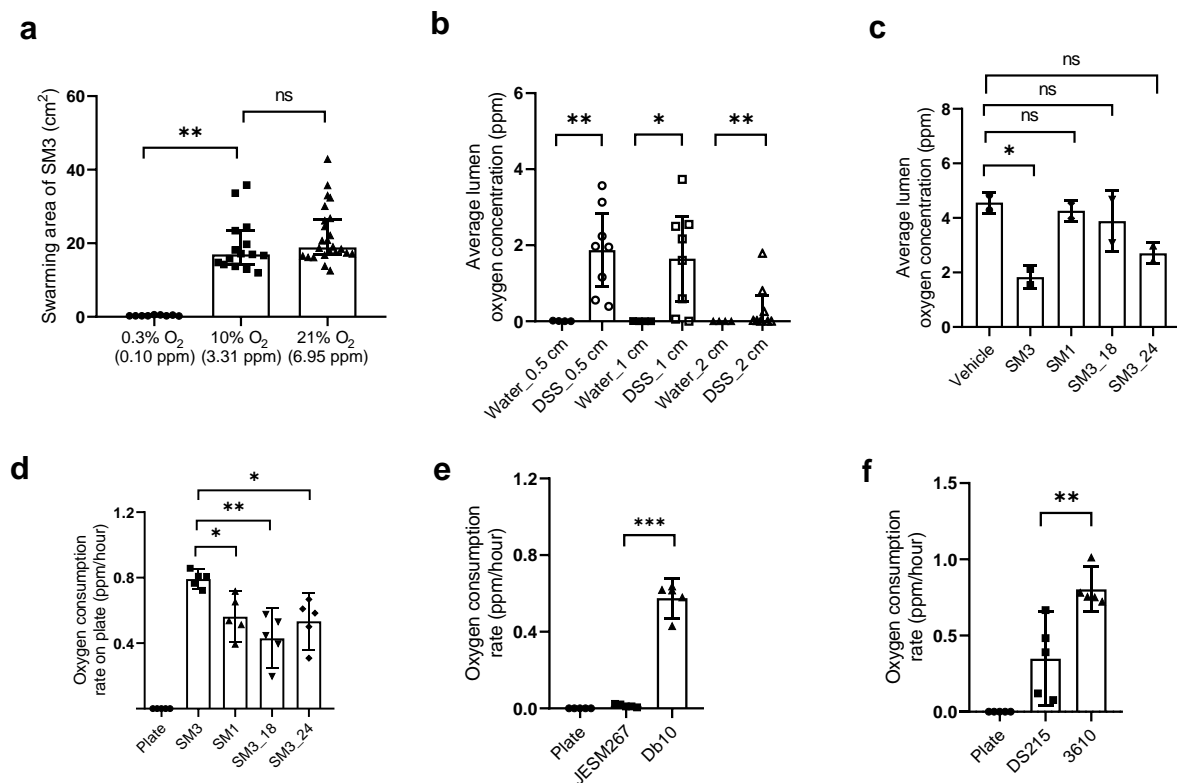 a
Swarming area of SM3 (cm²)
60
40
20
0
**
ns
0.3% O₂
(0.10 ppm)
10% O₂
(3.31 ppm)
21% O₂
(6.95 ppm)
b
Average lumen
oxygen concentration (ppm)
6
4
2
0
**
*
**
Water_0.5 cm
DSS_0.5 cm
Water_1 cm
DSS_1 cm
Water_2 cm
DSS_2 cm
c
Average lumen
oxygen concentration (ppm)
8
6
4
2
0
ns
ns
ns
*
Vehicle
SM3
SM1
SM3_18
SM3_24
d
Oxygen consumption
rate on plate (ppm/hour)
1.2
0.8
0.4
*
**
*
Plate
SM3
SM1
SM3_18
SM3_24
e
Oxygen consumption
rate (ppm/hour)
1.2
0.8
0.4
0.0
***
Plate
JESM267
Db10
f
Oxygen consumption
rate (ppm/hour)
1.5
1.0
0.5
0.0
**
Plate
DS215
3610